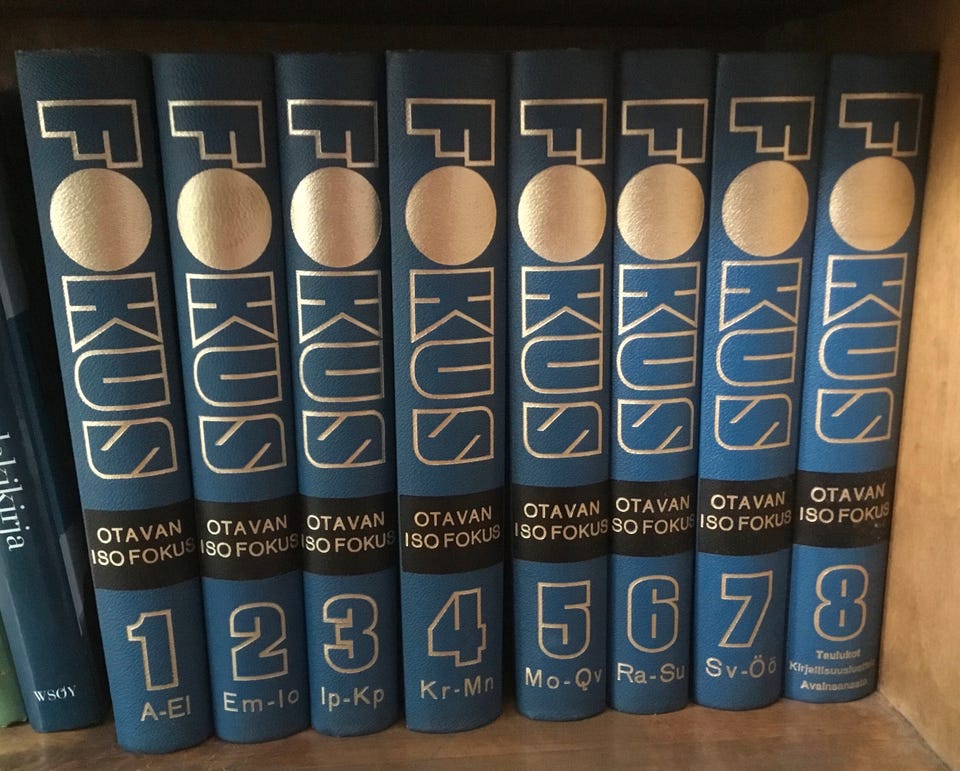 WSOY
FOKUS
OTAVAN
ISO FOKUS
1
A-El
FOKUS
OTAVAN
ISO FOKUS
2
Em-Io
FOKUS
OTAVAN
ISO FOKUS
3
Ip-Kp
FOKUS
OTAVAN
ISO FOKUS
4
Kr-Mn
FOKUS
OTAVAN
ISO FOKUS
5
Mo-Qv
FOKUS
OTAVAN
ISO FOKUS
6
Ra-Su
FOKUS
OTAVAN
ISO FOKUS
7
Sv-Öö
FOKUS
OTAVAN
ISO FOKUS
8
Taulukot
Kirjallisuusluettelo
Avainsanasto